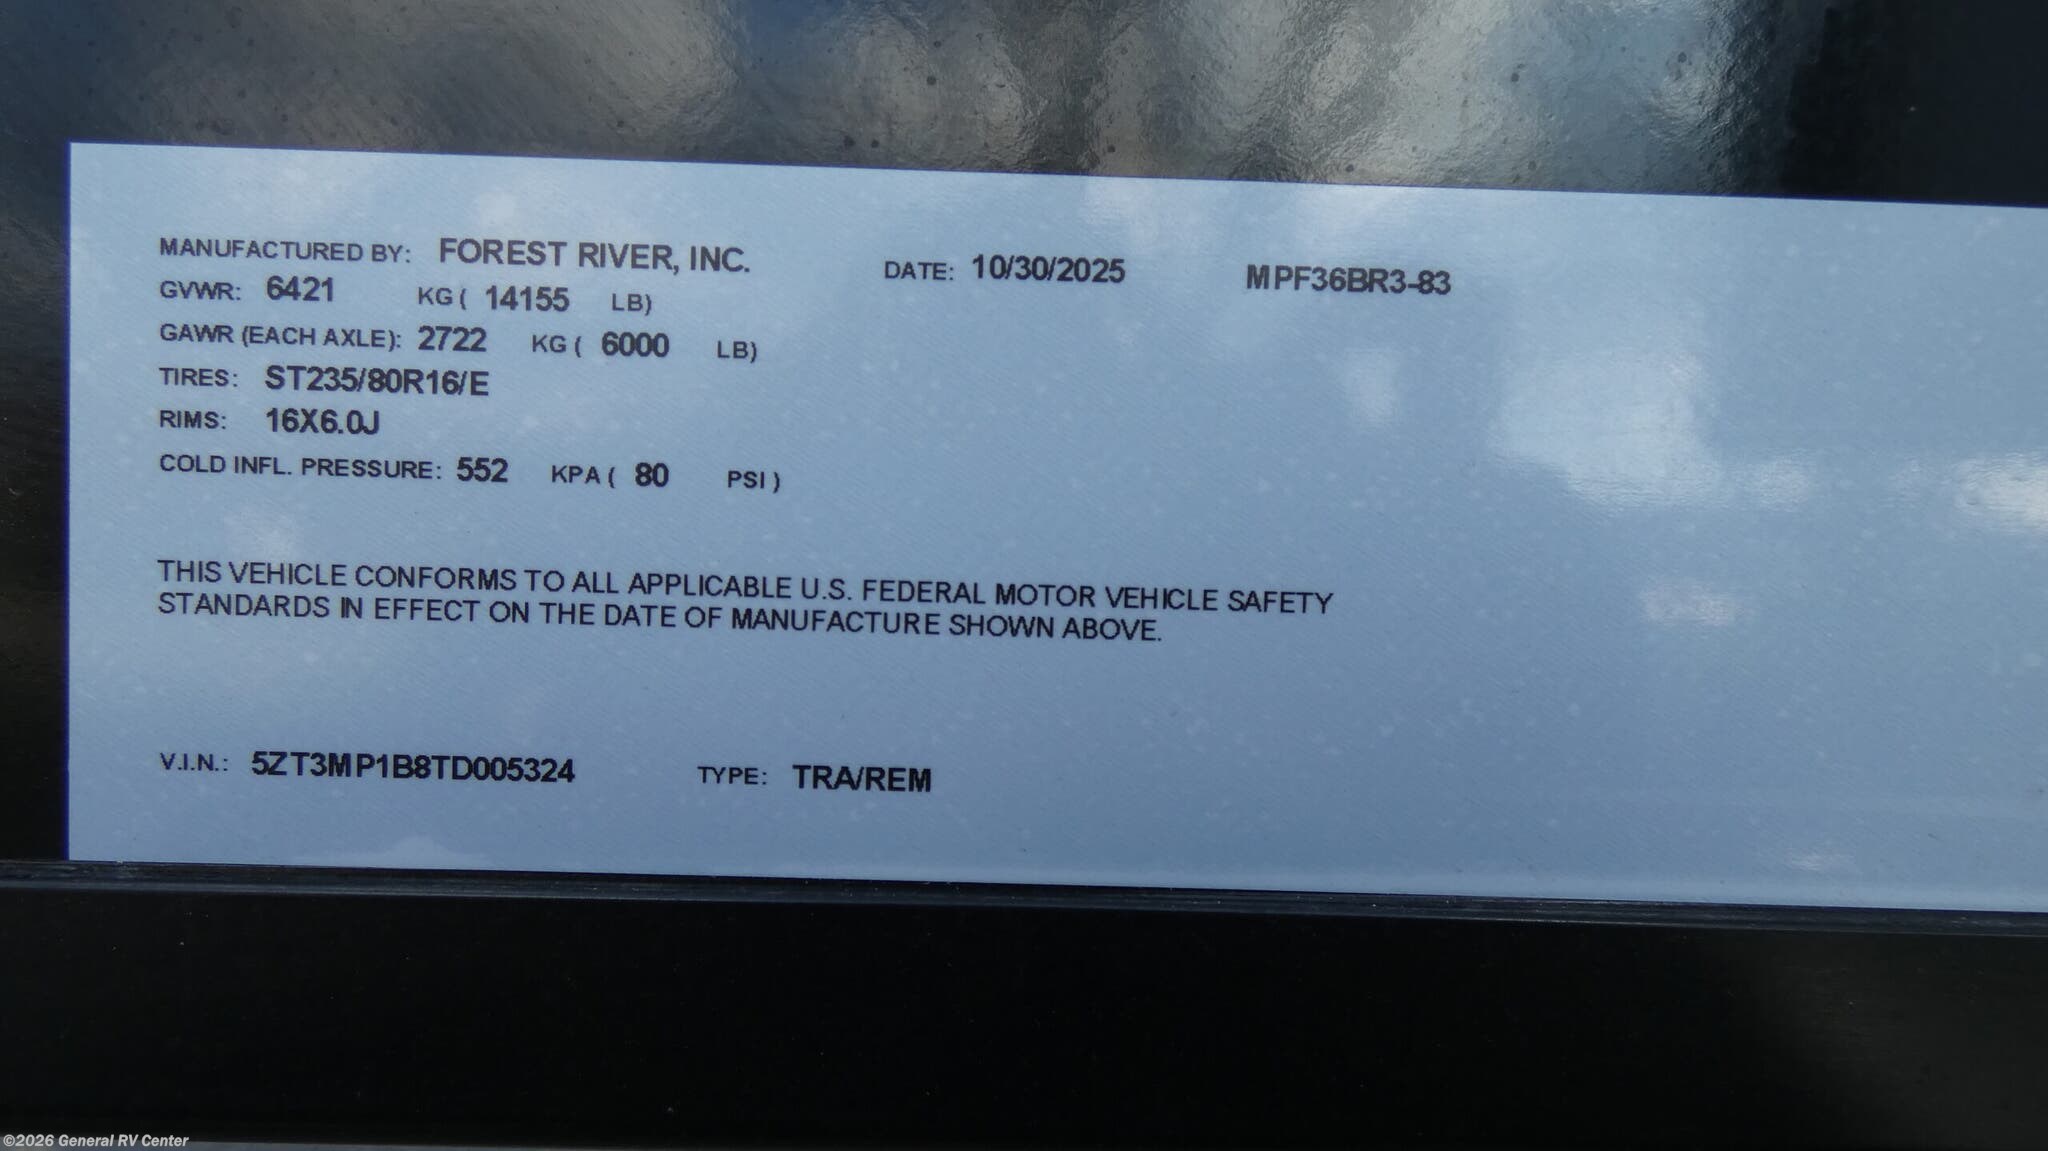 MANUFACTURED BY: FOREST RIVER, INC. DATE: 10/30/2025 MPF36BR3-83
GVWR: 6421 KG ( 14155 LB)
GAWR (EACH AXLE): 2722 KG ( 6000 LB)
TIRES: ST235/80R16/E
RIMS: 16X6.0J
COLD INFL. PRESSURE: 552 KPA ( 80 PSI )
THIS VEHICLE CONFORMS TO ALL APPLICABLE U.S. FEDERAL MOTOR VEHICLE SAFETY
STANDARDS IN EFFECT ON THE DATE OF MANUFACTURE SHOWN ABOVE.
V.I.N.: 5ZT3MP1B8TD005324 TYPE: TRA/REM
©2026 General RV Center